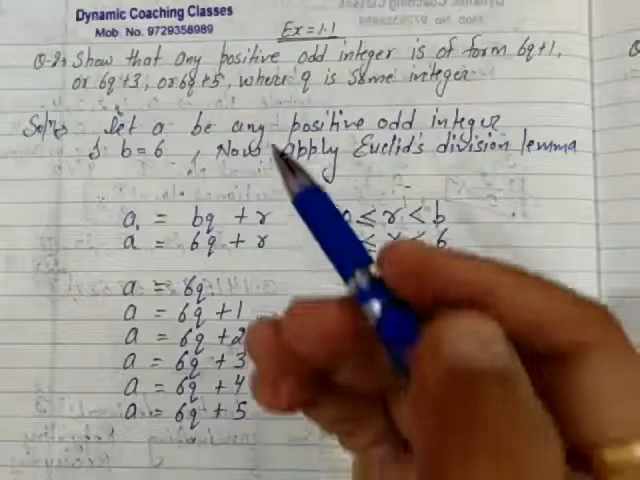 Dynamic Coaching Classes
Mob. No. 9729358989
Ex = 1.1
Q-2: Show that any positive odd integer is of form 6q+1,
or 6q+3, or 6q+5, where q is some integer
Soln: let a be any positive odd integer
& b = 6 , Now apply Euclid's division lemma
a = bq + r ≤ r < b
a = 6q + r ≤ r < 6
a = 6q
a = 6q + 1
a = 6q + 2
a = 6q + 3
a = 6q + 4
a = 6q + 5